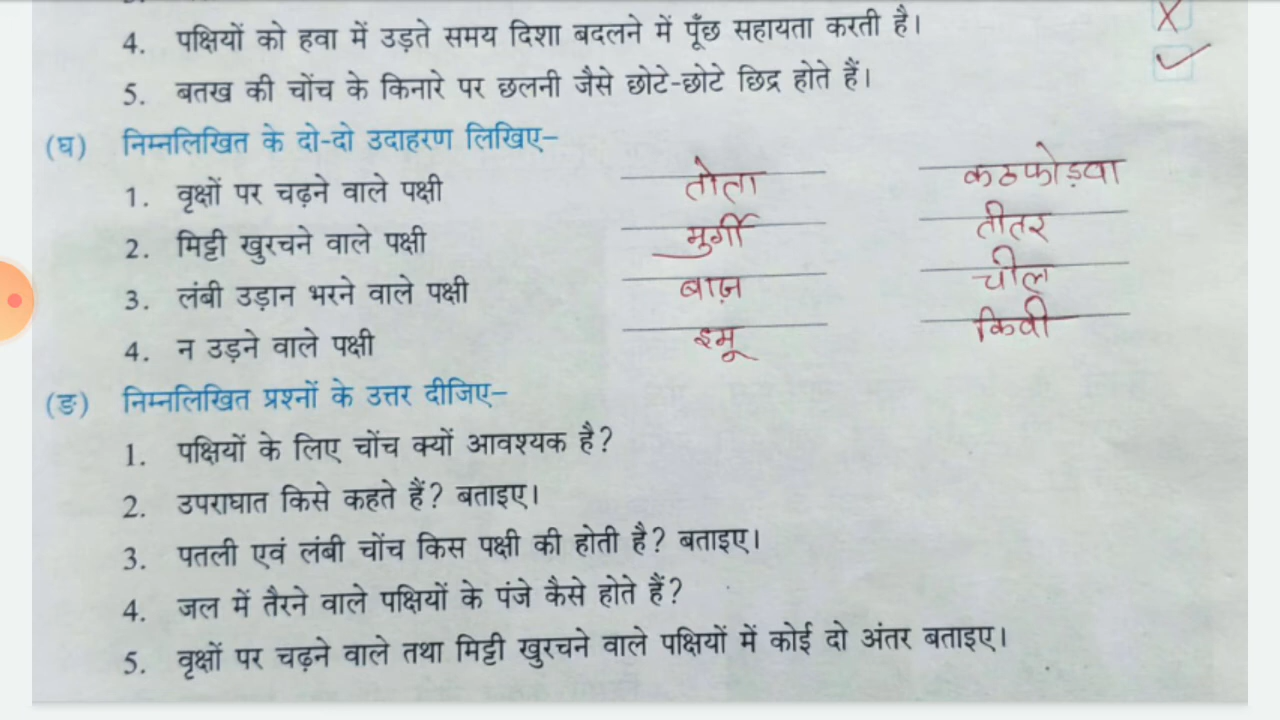 4. पक्षियों को हवा में उड़ते समय दिशा बदलने में पूँछ सहायता करती है। ✗
5. बतख की चोंच के किनारे पर छलनी जैसे छोटे-छोटे छिद्र होते हैं। ✓
(घ) निम्नलिखित के दो-दो उदाहरण लिखिए–
1. वृक्षों पर चढ़ने वाले पक्षी तोता कठफोड़वा
2. मिट्टी खुरचने वाले पक्षी मुर्गी तीतर
3. लंबी उड़ान भरने वाले पक्षी बाज़ चील
4. न उड़ने वाले पक्षी इमू किवी
(ङ) निम्नलिखित प्रश्नों के उत्तर दीजिए–
1. पक्षियों के लिए चोंच क्यों आवश्यक है?
2. उपराघात किसे कहते हैं? बताइए।
3. पतली एवं लंबी चोंच किस पक्षी की होती है? बताइए।
4. जल में तैरने वाले पक्षियों के पंजे कैसे होते हैं?
5. वृक्षों पर चढ़ने वाले तथा मिट्टी खुरचने वाले पक्षियों में कोई दो अंतर बताइए।